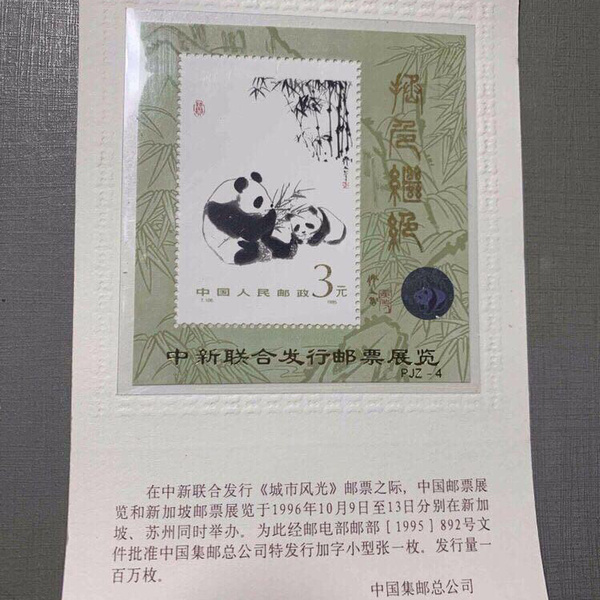 中国人民邮政 3元
T.106 1985
中新联合发行邮票展览
PJZ-4
在中新联合发行《城市风光》邮票之际，中国邮票展
览和新加坡邮票展览于1996年10月9日至13日分别在新加
坡、苏州同时举办。为此经邮电部邮部［1995］892号文
件批准中国集邮总公司特发行加字小型张一枚。发行量一
百万枚。
中国集邮总公司